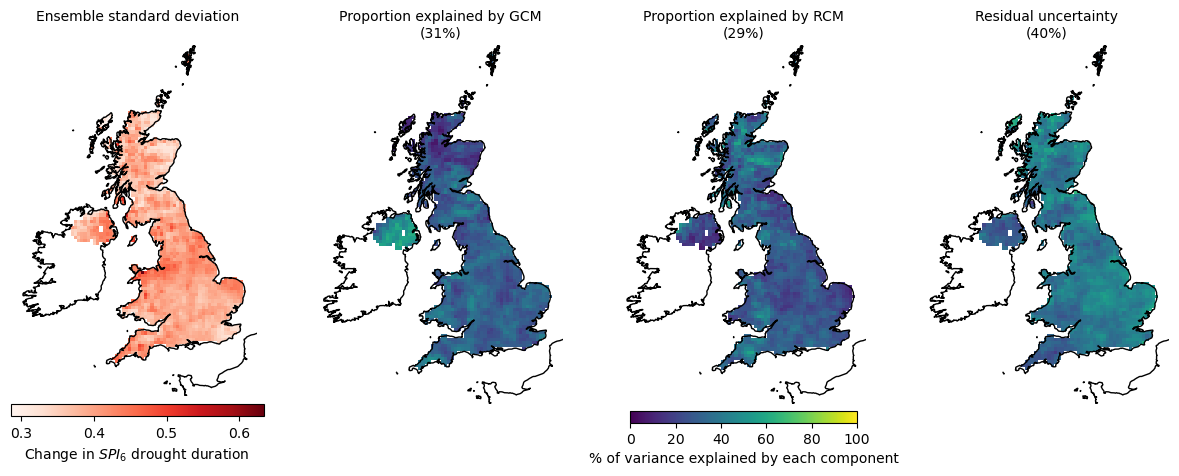 Ensemble standard deviation
Proportion explained by GCM
(31%)
Proportion explained by RCM
(29%)
Residual uncertainty
(40%)
0.3 0.4 0.5 0.6
Change in SPI6 drought duration
0 20 40 60 80 100
% of variance explained by each component